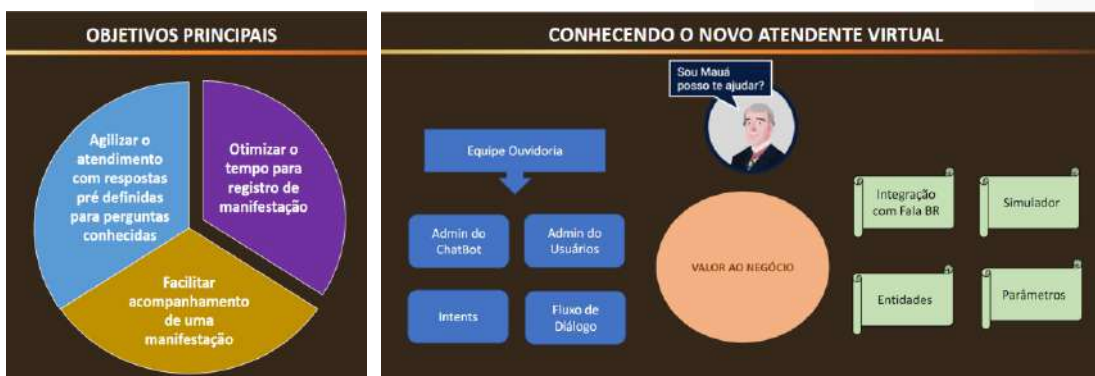 OBJETIVOS PRINCIPAIS
Agilizar o
atendimento
com respostas
pré definidas
para perguntas
conhecidas
Otimizar o
tempo para
registro de
manifestação
Facilitar
acompanhamento
de uma
manifestação
CONHECENDO O NOVO ATENDENTE VIRTUAL
Sou Mauá
posso te ajudar?
Equipe Ouvidoria
Admin do
ChatBot
Admin do
Usuários
Intents
Fluxo de
Diálogo
VALOR AO NEGÓCIO
Integração
com Fala BR
Simulador
Entidades
Parâmetros